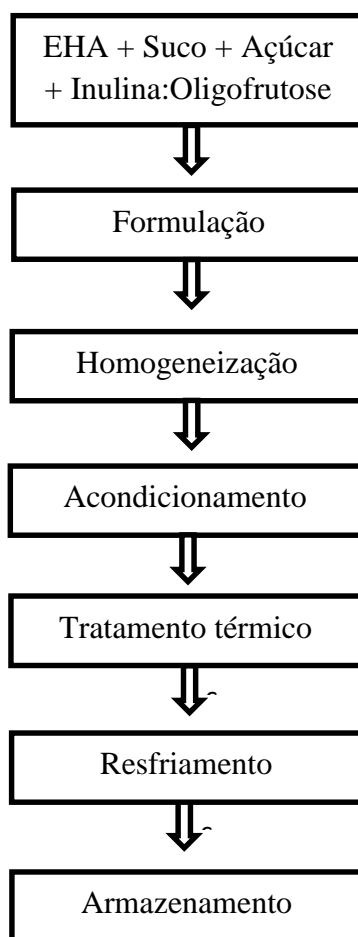 EHA + Suco + Açúcar
+ Inulina:Oligofrutose
Formulação
Homogeneização
Acondicionamento
Tratamento térmico
Resfriamento
Armazenamento